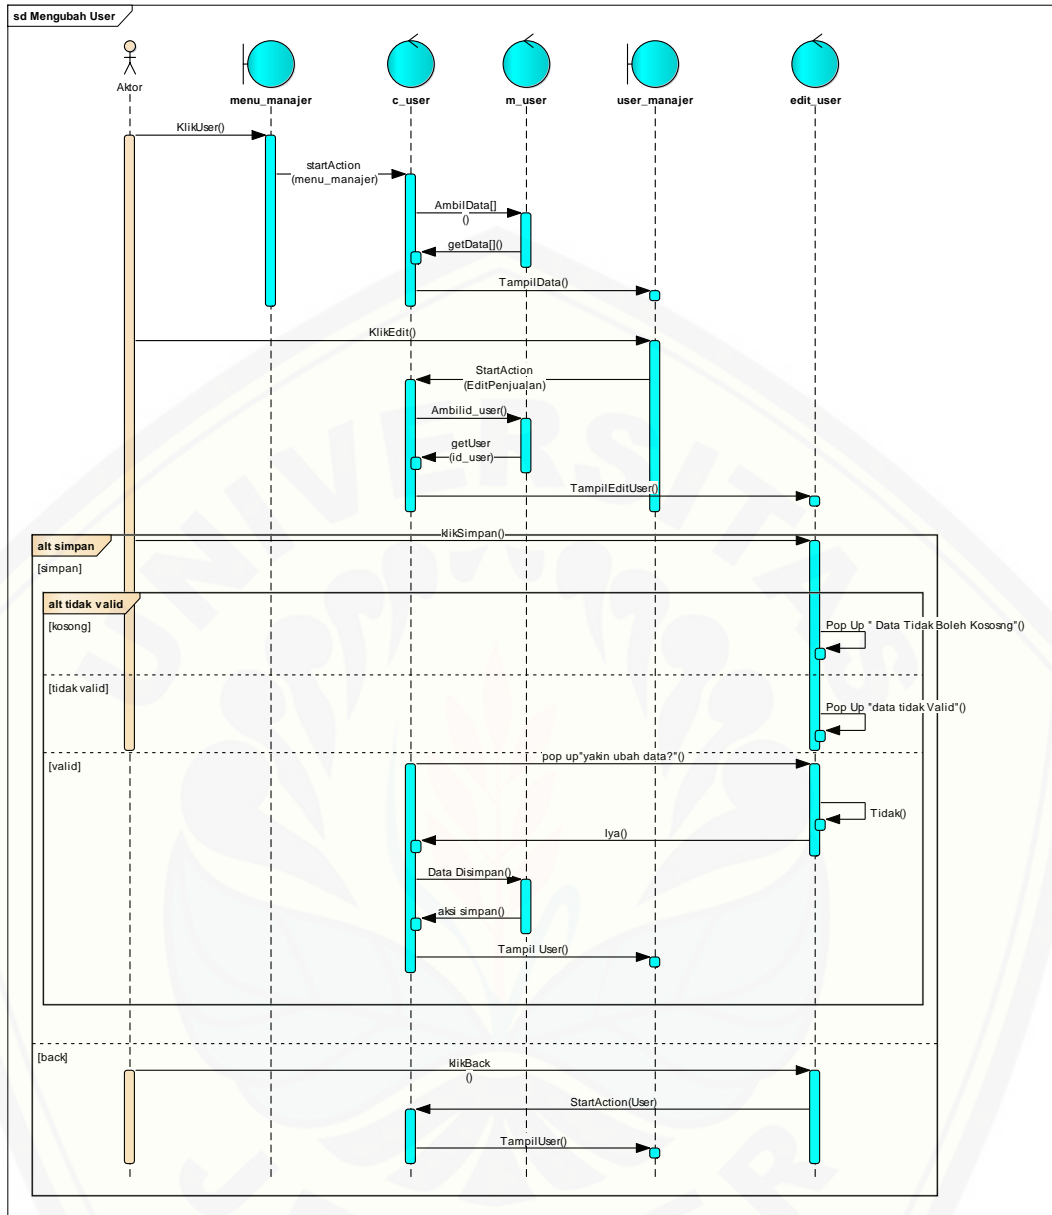 sd Mengubah User
Aktor
menu_manajer
c_user
m_user
user_manajer
edit_user
KlikUser()
startAction
(menu_manajer)
AmbilData[]
()
getData[]()
TampilData()
KlikEdit()
StartAction
(EditPenjualan)
Ambilid_user()
getUser
(id_user)
TampilEditUser()
alt simpan
klikSimpan()
[simpan]
alt tidak valid
[kosong]
Pop Up " Data Tidak Boleh Kososng"()
[tidak valid]
Pop Up "data tidak Valid"()
[valid]
pop up"yakin ubah data?"()
Tidak()
Iya()
Data Disimpan()
aksi simpan()
Tampil User()
[back]
klikBack
()
StartAction(User)
TampilUser()
UNIVERSITAS